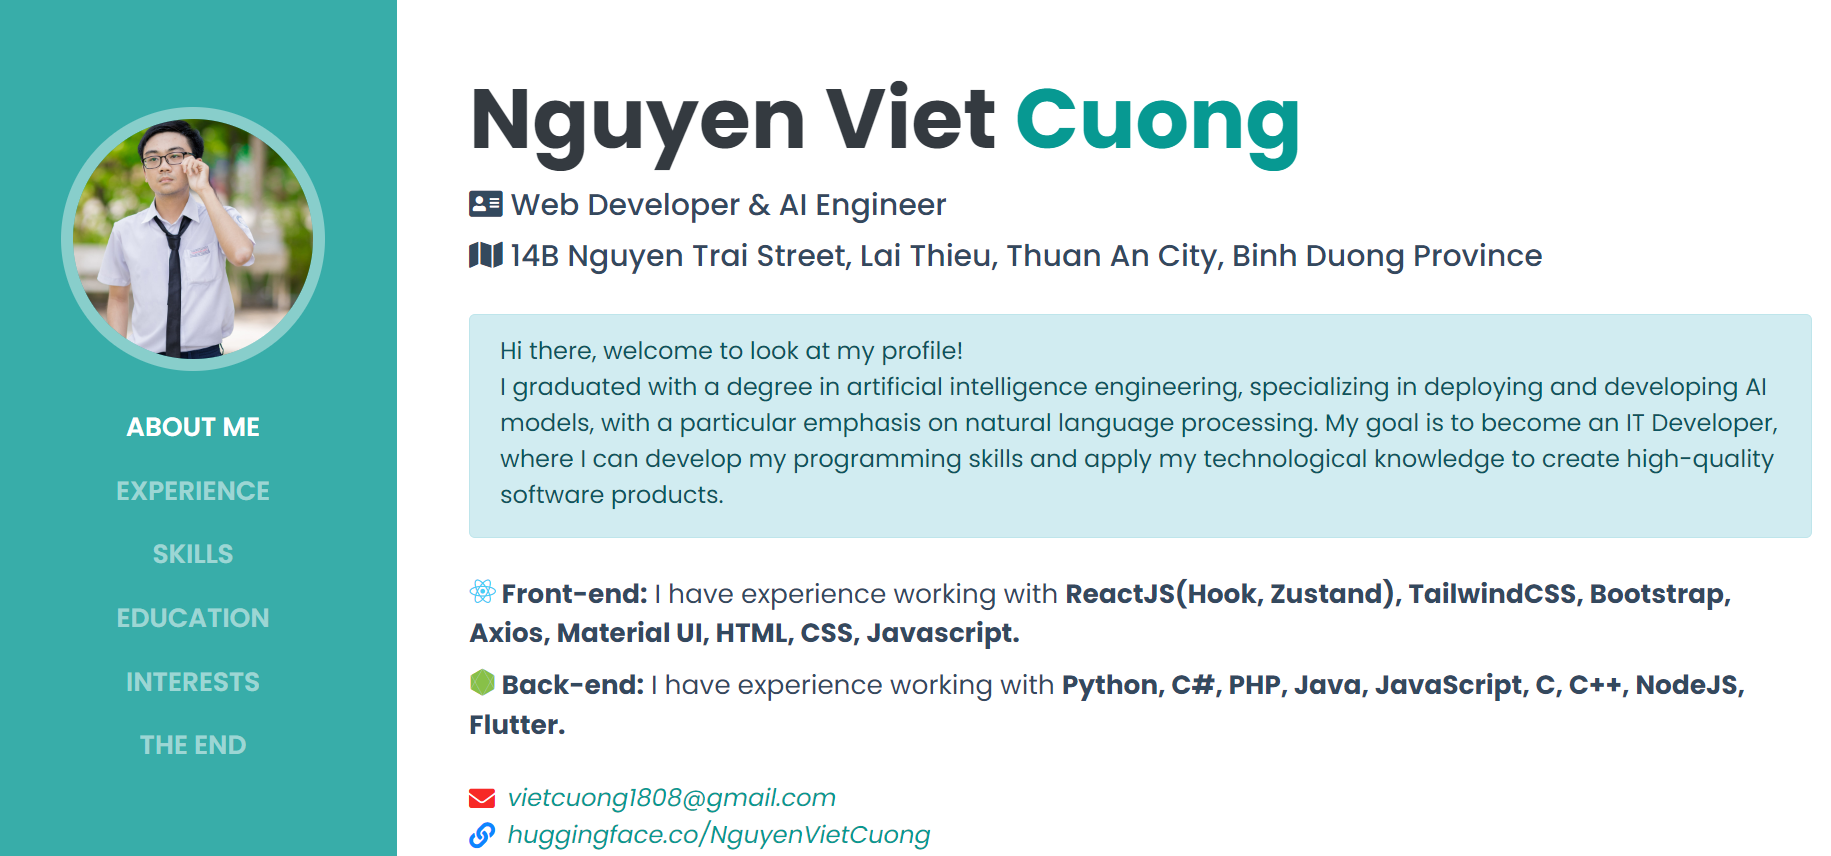 ABOUT ME
EXPERIENCE
SKILLS
EDUCATION
INTERESTS
THE END
Nguyen Viet Cuong
Web Developer & AI Engineer
14B Nguyen Trai Street, Lai Thieu, Thuan An City, Binh Duong Province
Hi there, welcome to look at my profile!
I graduated with a degree in artificial intelligence engineering, specializing in deploying and developing AI
models, with a particular emphasis on natural language processing. My goal is to become an IT Developer,
where I can develop my programming skills and apply my technological knowledge to create high-quality
software products.
Front-end: I have experience working with ReactJS(Hook, Zustand), TailwindCSS, Bootstrap,
Axios, Material UI, HTML, CSS, Javascript.
Back-end: I have experience working with Python, C#, PHP, Java, JavaScript, C, C++, NodeJS,
Flutter.
vietcuong1808@gmail.com
huggingface.co/NguyenVietCuong